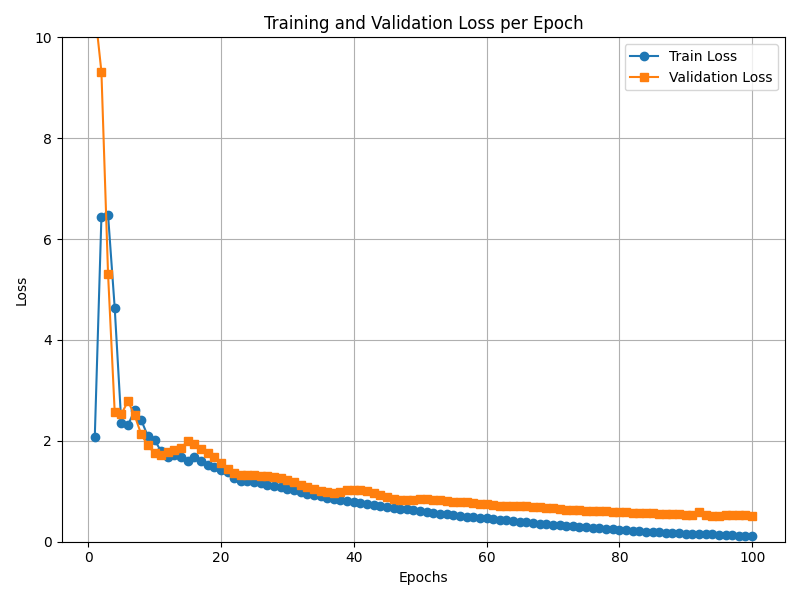 Training and Validation Loss per Epoch
Train Loss
Validation Loss
10
8
6
4
2
0
Loss
0 20 40 60 80 100
Epochs